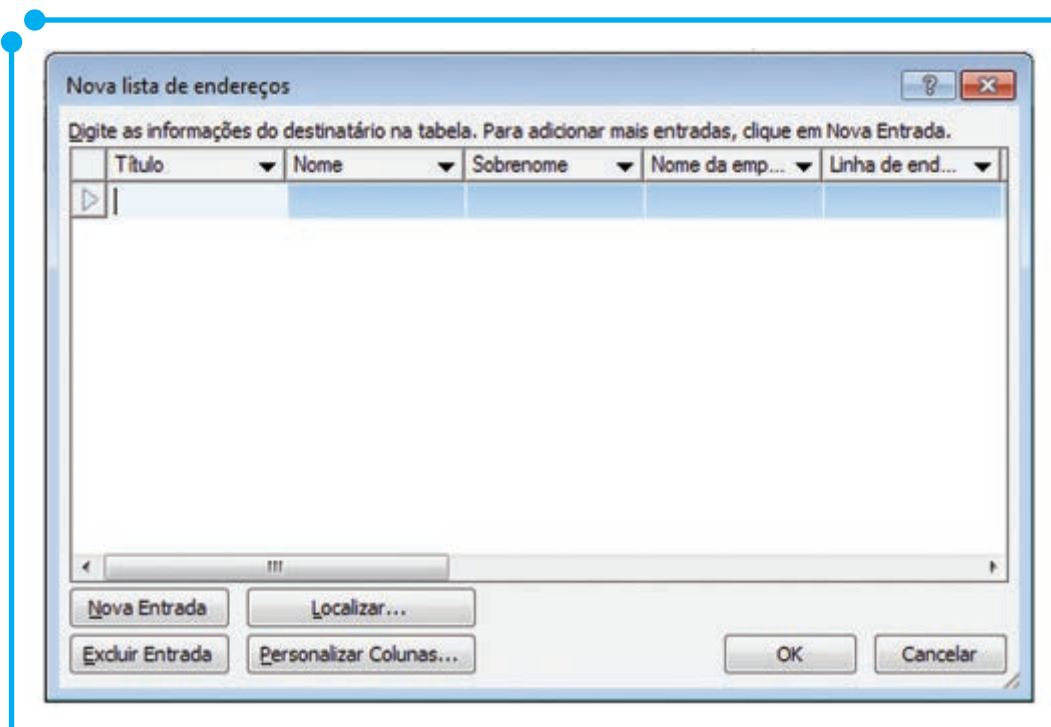 Nova lista de endereços
Digite as informações do destinatário na tabela. Para adicionar mais entradas, clique em Nova Entrada.
Título Nome Sobrenome Nome da emp... Linha de end...
Nova Entrada Localizar...
Excluir Entrada Personalizar Colunas... OK Cancelar